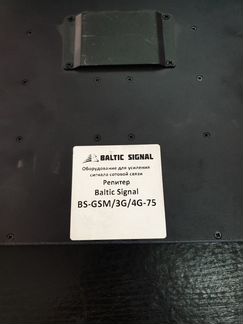 BALTIC SIGNAL
Оборудование для усиления
сигнала сотовой связи
Репитер
Baltic Signal
BS-GSM/3G/4G-75